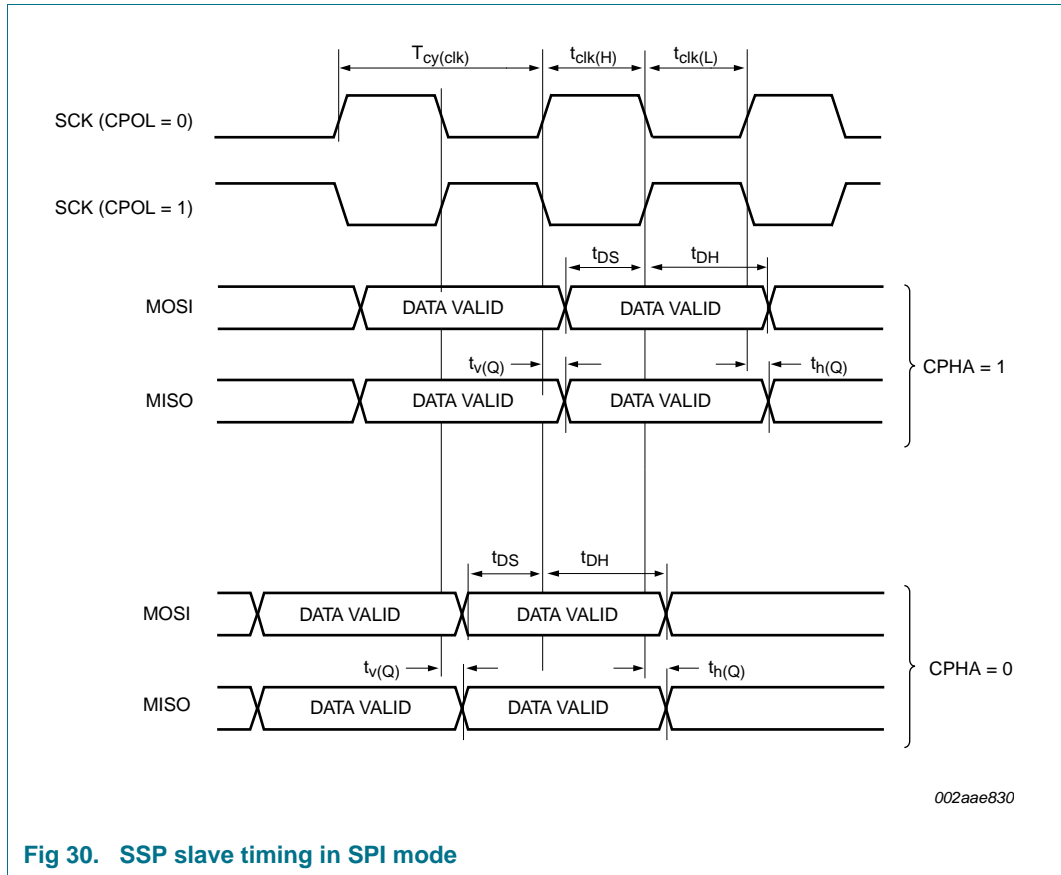 Tcy(clk) tclk(H) tclk(L)
SCK (CPOL = 0)
SCK (CPOL = 1)
tDS tDH
MOSI DATA VALID DATA VALID
tv(Q) th(Q)
CPHA = 1
MISO DATA VALID DATA VALID
tDS tDH
MOSI DATA VALID DATA VALID
tv(Q) th(Q)
CPHA = 0
MISO DATA VALID DATA VALID
002aae830
Fig 30. SSP slave timing in SPI mode